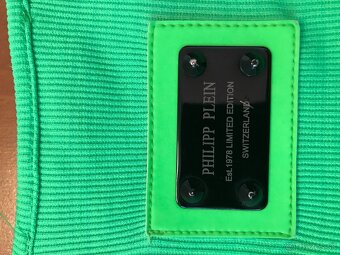 PHILIPP PLEIN
Est.1978 LIMITED EDITION
SWITZERLAND